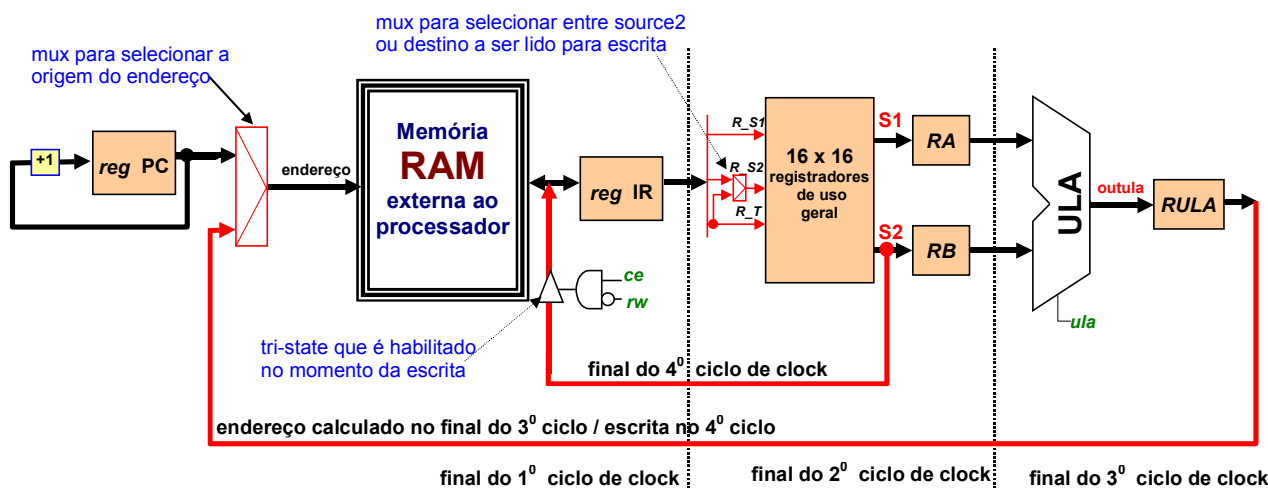 mux para selecionar entre source2
ou destino a ser lido para escrita
mux para selecionar a
origem do endereço
+1
reg PC
endereço
Memória
RAM
externa ao
processador
reg IR
R_S1
R_S2
R_T
16 x 16
registradores
de uso
geral
S1
S2
RA
RB
ULA
outula
RULA
ula
ce
rw
tri-state que é habilitado
no momento da escrita
final do 4⁰ ciclo de clock
endereço calculado no final do 3⁰ ciclo / escrita no 4⁰ ciclo
final do 1⁰ ciclo de clock
final do 2⁰ ciclo de clock
final do 3⁰ ciclo de clock